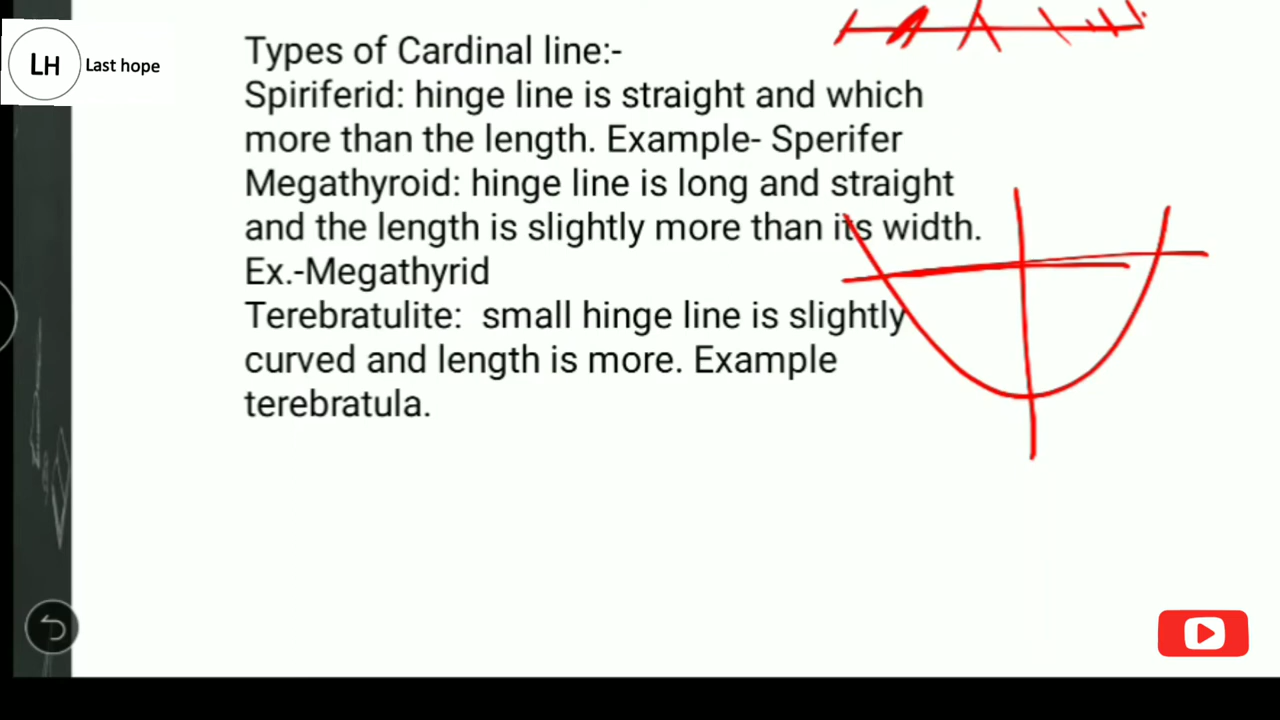 LH Last hope
Types of Cardinal line:-
Spiriferid: hinge line is straight and which
more than the length. Example- Sperifer
Megathyroid: hinge line is long and straight
and the length is slightly more than its width.
Ex.-Megathyrid
Terebratulite: small hinge line is slightly
curved and length is more. Example
terebratula.